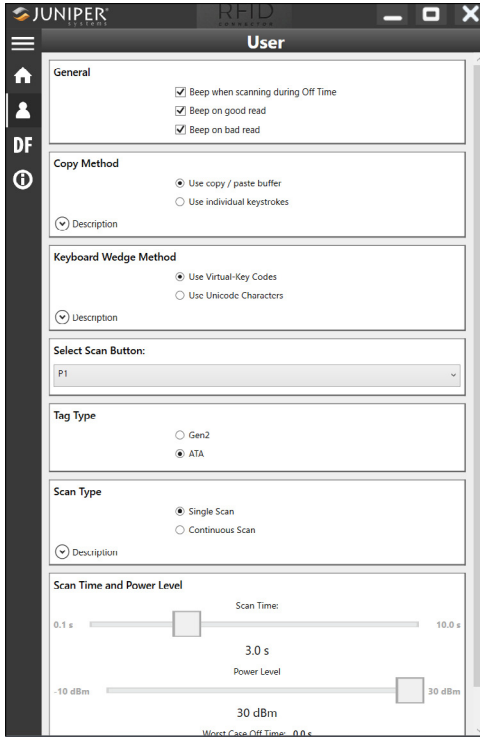 JUNIPER
systems
RFID
CONNECTOR
User
General
Beep when scanning during Off Time
Beep on good read
Beep on bad read
DF
Copy Method
Use copy / paste buffer
Use individual keystrokes
Description
Keyboard Wedge Method
Use Virtual-Key Codes
Use Unicode Characters
Description
Select Scan Button:
P1
Tag Type
Gen2
ATA
Scan Type
Single Scan
Continuous Scan
Description
Scan Time and Power Level
Scan Time:
0.1 s 10.0 s
3.0 s
Power Level
-10 dBm 30 dBm
30 dBm
Worst Case Off Time: 0.0 s